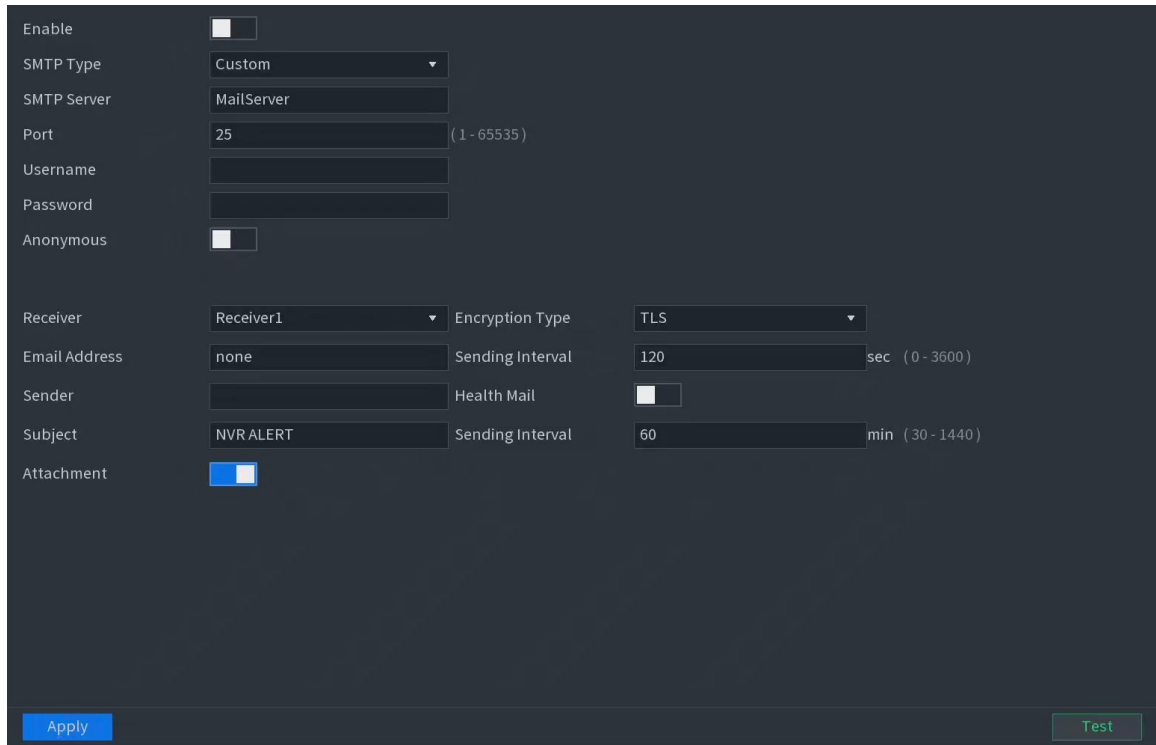 Enable
SMTP Type Custom
SMTP Server MailServer
Port 25 (1-65535)
Username
Password
Anonymous
Receiver Receiver1 Encryption Type TLS
Email Address none Sending Interval 120 sec (0-3600)
Sender Health Mail
Subject NVR ALERT Sending Interval 60 min (30-1440)
Attachment
Apply Test